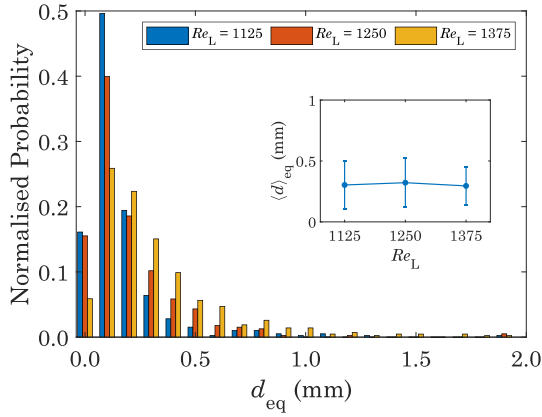 Normalised Probability
0.5
0.4
0.3
0.2
0.1
0.0
Re_L = 1125
Re_L = 1250
Re_L = 1375
⟨d⟩_eq (mm)
1
0.5
0
1125 1250 1375
Re_L
0.0 0.5 1.0 1.5 2.0
d_eq (mm)